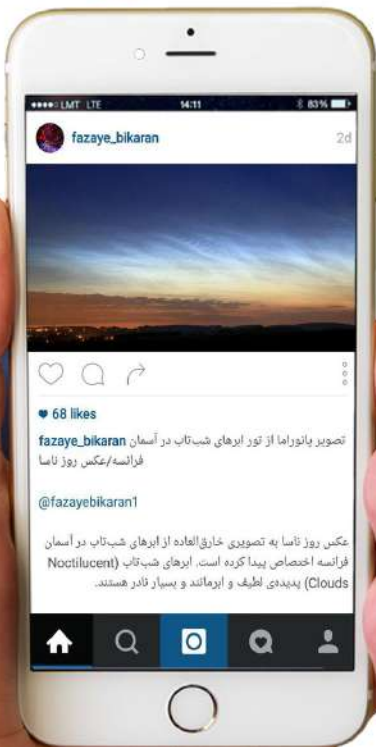 LMT LTE 14:11 83%
fazaye_bikaran 2d
68 likes
fazaye_bikaran تصویر پانوراما از تور ابرهای شب‌تاب در آسمان
فرانسه/عکس روز ناسا
@fazayebikaran1
عکس روز ناسا به تصویری خارق‌العاده از ابرهای شب‌تاب در آسمان
فرانسه اختصاص پیدا کرده است. ابرهای شب‌تاب (Noctilucent
Clouds) پدیده‌ی لطیف و ابرمانند و بسیار نادر هستند.